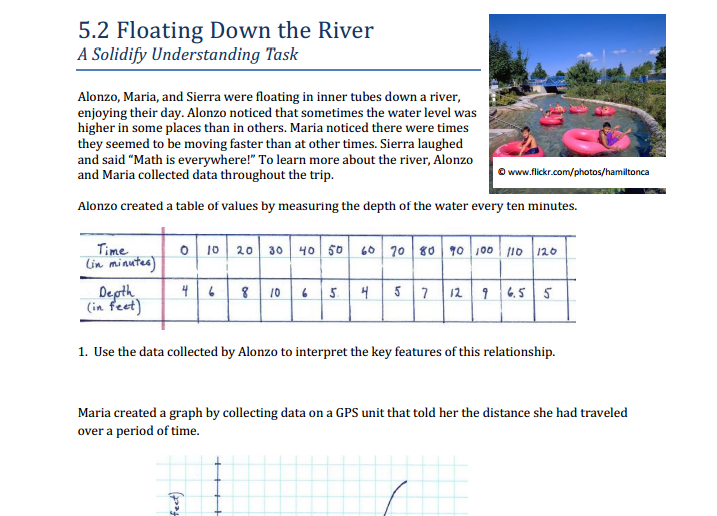 5.2 Floating Down the River
A Solidify Understanding Task
Alonzo, Maria, and Sierra were floating in inner tubes down a river,
enjoying their day. Alonzo noticed that sometimes the water level was
higher in some places than in others. Maria noticed there were times
they seemed to be moving faster than at other times. Sierra laughed
and said “Math is everywhere!” To learn more about the river, Alonzo
and Maria collected data throughout the trip.
© www.flickr.com/photos/hamiltonca
Alonzo created a table of values by measuring the depth of the water every ten minutes.
Time 0 10 20 30 40 50 60 70 80 90 100 110 120
(in minutes)
Depth 4 6 8 10 6 5 4 5 7 12 9 6.5 5
(in feet)
1. Use the data collected by Alonzo to interpret the key features of this relationship.
Maria created a graph by collecting data on a GPS unit that told her the distance she had traveled
over a period of time.
feet)